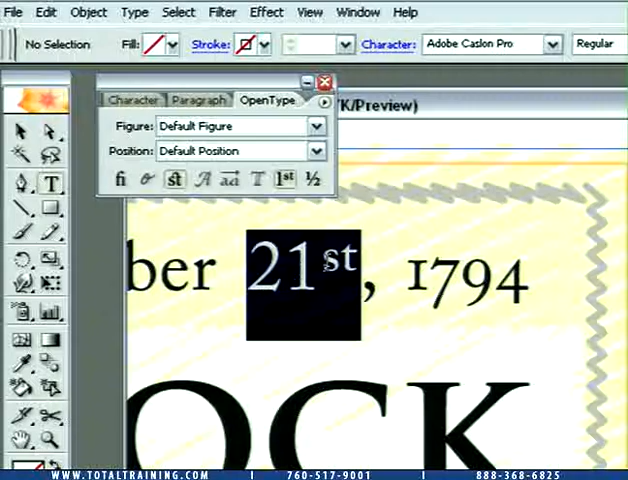 File Edit Object Type Select Filter Effect View Window Help
No Selection Fill: Stroke: Character: Adobe Caslon Pro Regular
Character Paragraph OpenType
K/Preview)
Figure: Default Figure
Position: Default Position
fi st A ad T 1st ½
ber 21st, 1794
OCK
WWW.TOTALTRAINING.COM | 760-517-9001 | 888-368-6825